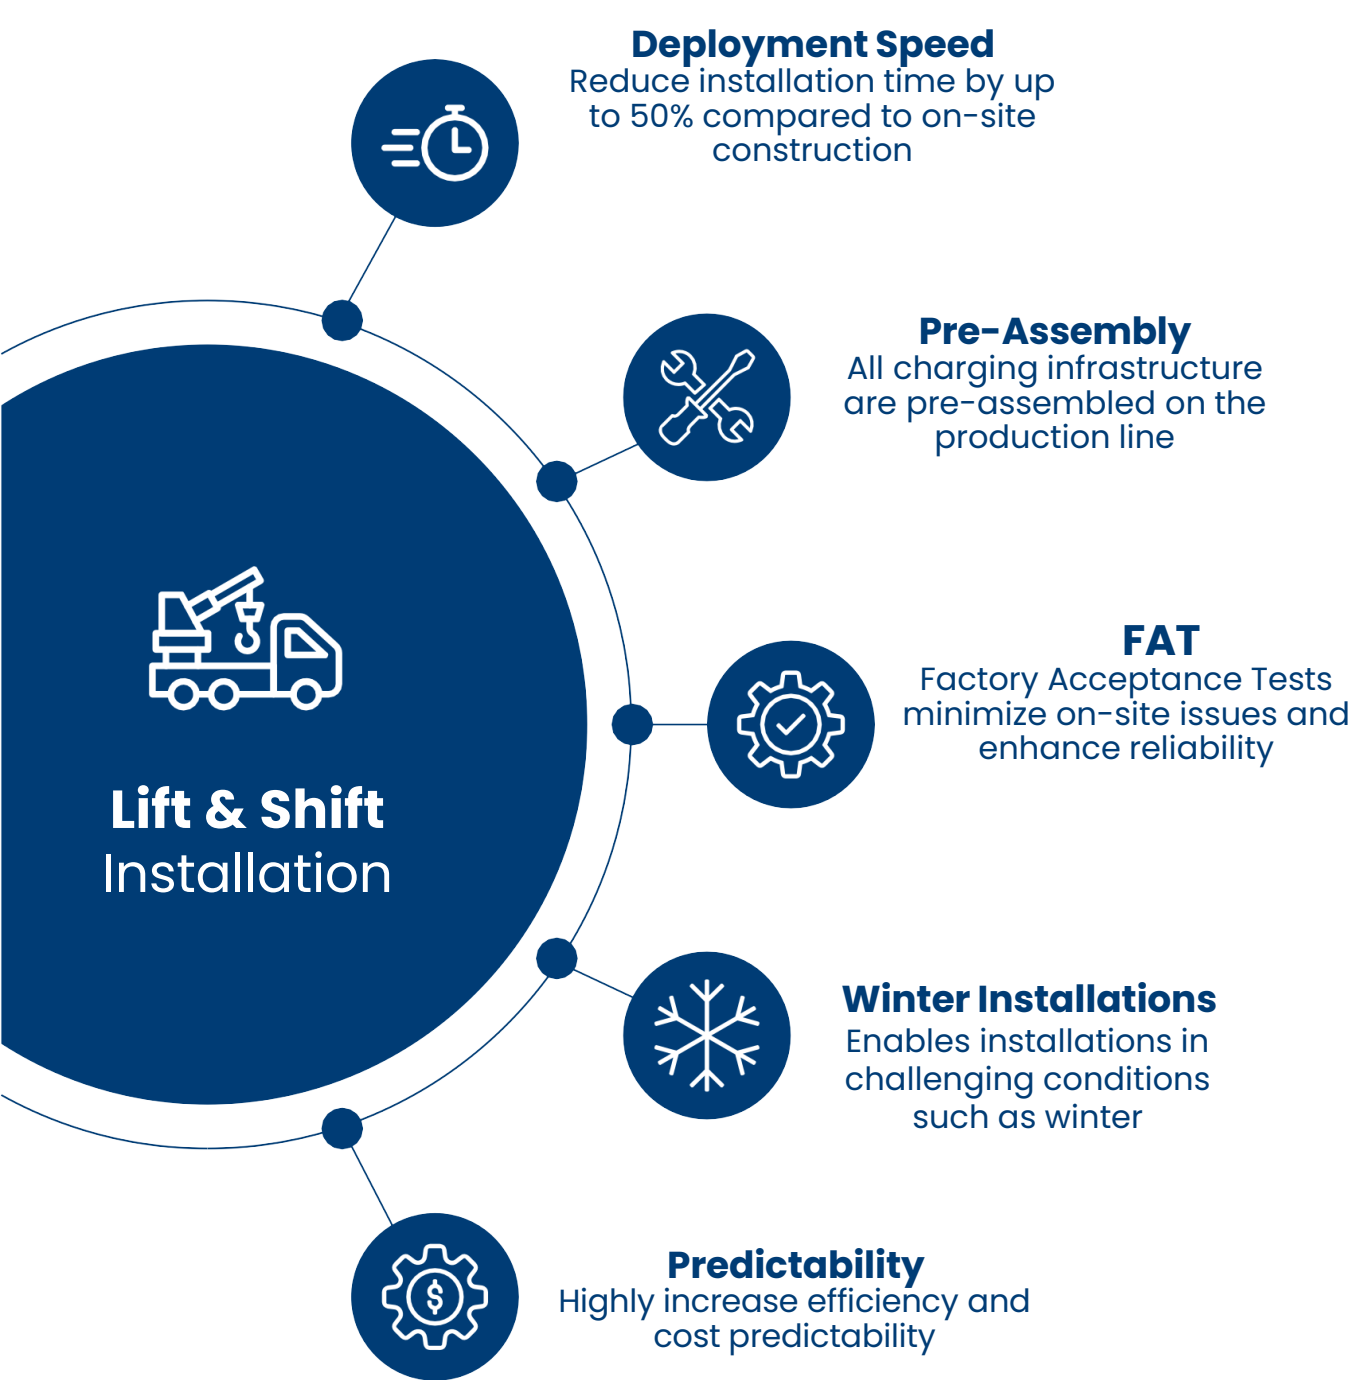 Deployment Speed
Reduce installation time by up
to 50% compared to on-site
construction
Pre-Assembly
All charging infrastructure
are pre-assembled on the
production line
FAT
Factory Acceptance Tests
minimize on-site issues and
enhance reliability
Lift & Shift
Installation
Winter Installations
Enables installations in
challenging conditions
such as winter
Predictability
Highly increase efficiency and
cost predictability
$